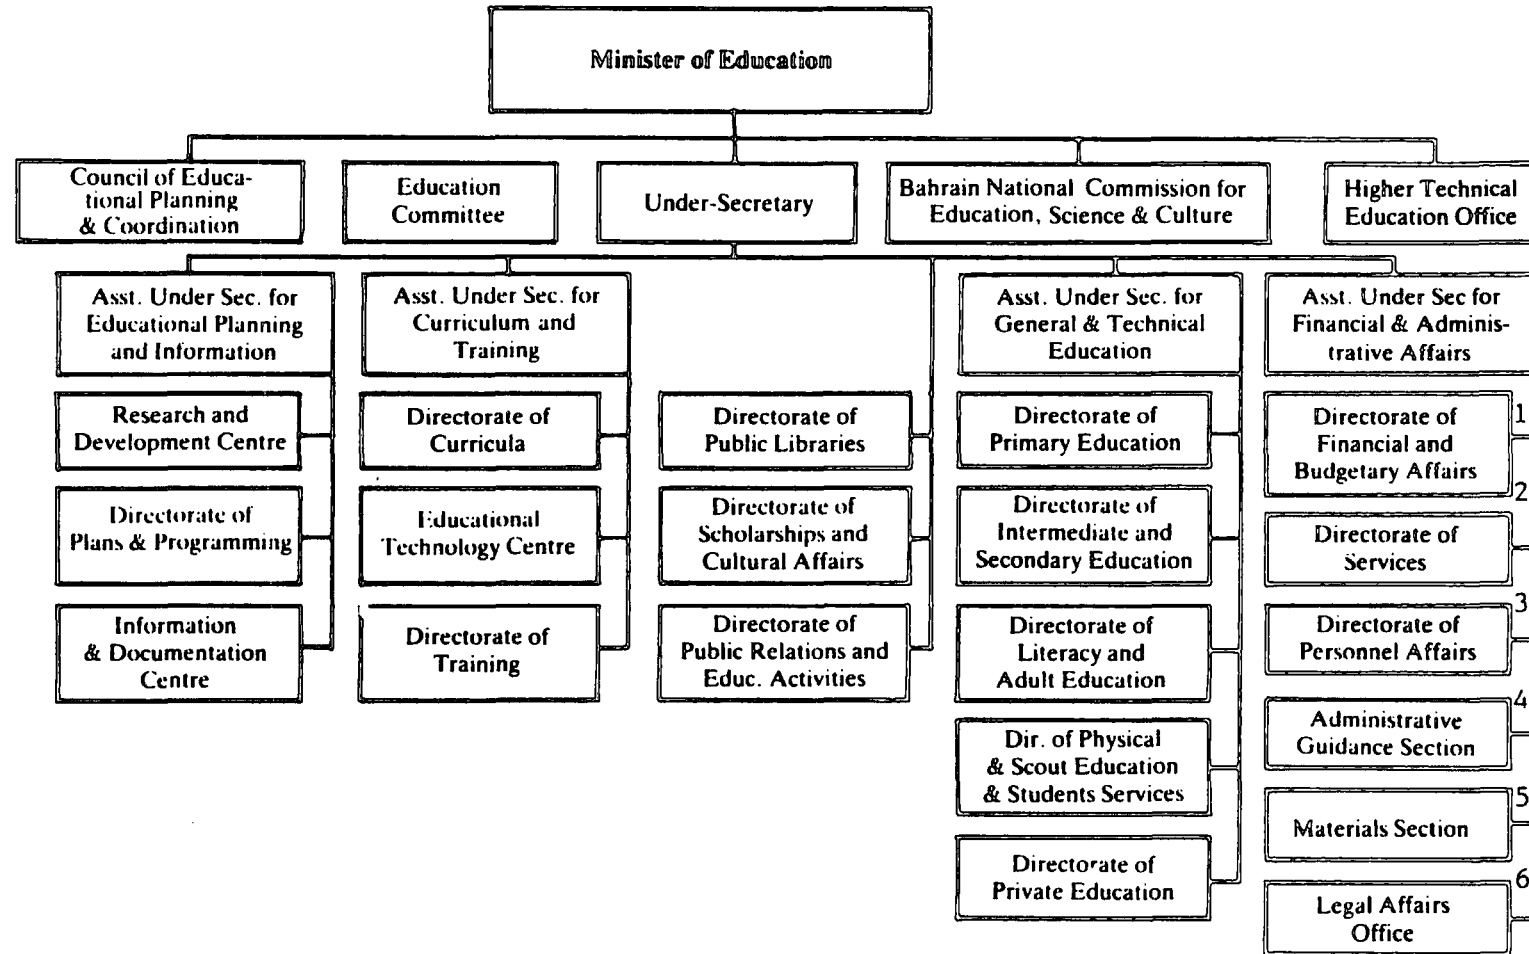 Minister of Education
Council of Educa-
tional Planning
& Coordination
Education
Committee
Under-Secretary
Bahrain National Commission for
Education, Science & Culture
Higher Technical
Education Office
Asst. Under Sec. for
Educational Planning
and Information
Asst. Under Sec. for
Curriculum and
Training
Asst. Under Sec. for
General & Technical
Education
Asst. Under Sec for
Financial & Adminis-
trative Affairs
Research and
Development Centre
Directorate of
Plans & Programming
Information
& Documentation
Centre
Directorate of
Curricula
Educational
Technology Centre
Directorate of
Training
Directorate of
Public Libraries
Directorate of
Scholarships and
Cultural Affairs
Directorate of
Public Relations and
Educ. Activities
Directorate of
Primary Education
Directorate of
Intermediate and
Secondary Education
Directorate of
Literacy and
Adult Education
Dir. of Physical
& Scout Education
& Students Services
Directorate of
Private Education
1
Directorate of
Financial and
Budgetary Affairs
2
Directorate of
Services
3
Directorate of
Personnel Affairs
4
Administrative
Guidance Section
5
Materials Section
6
Legal Affairs
Office